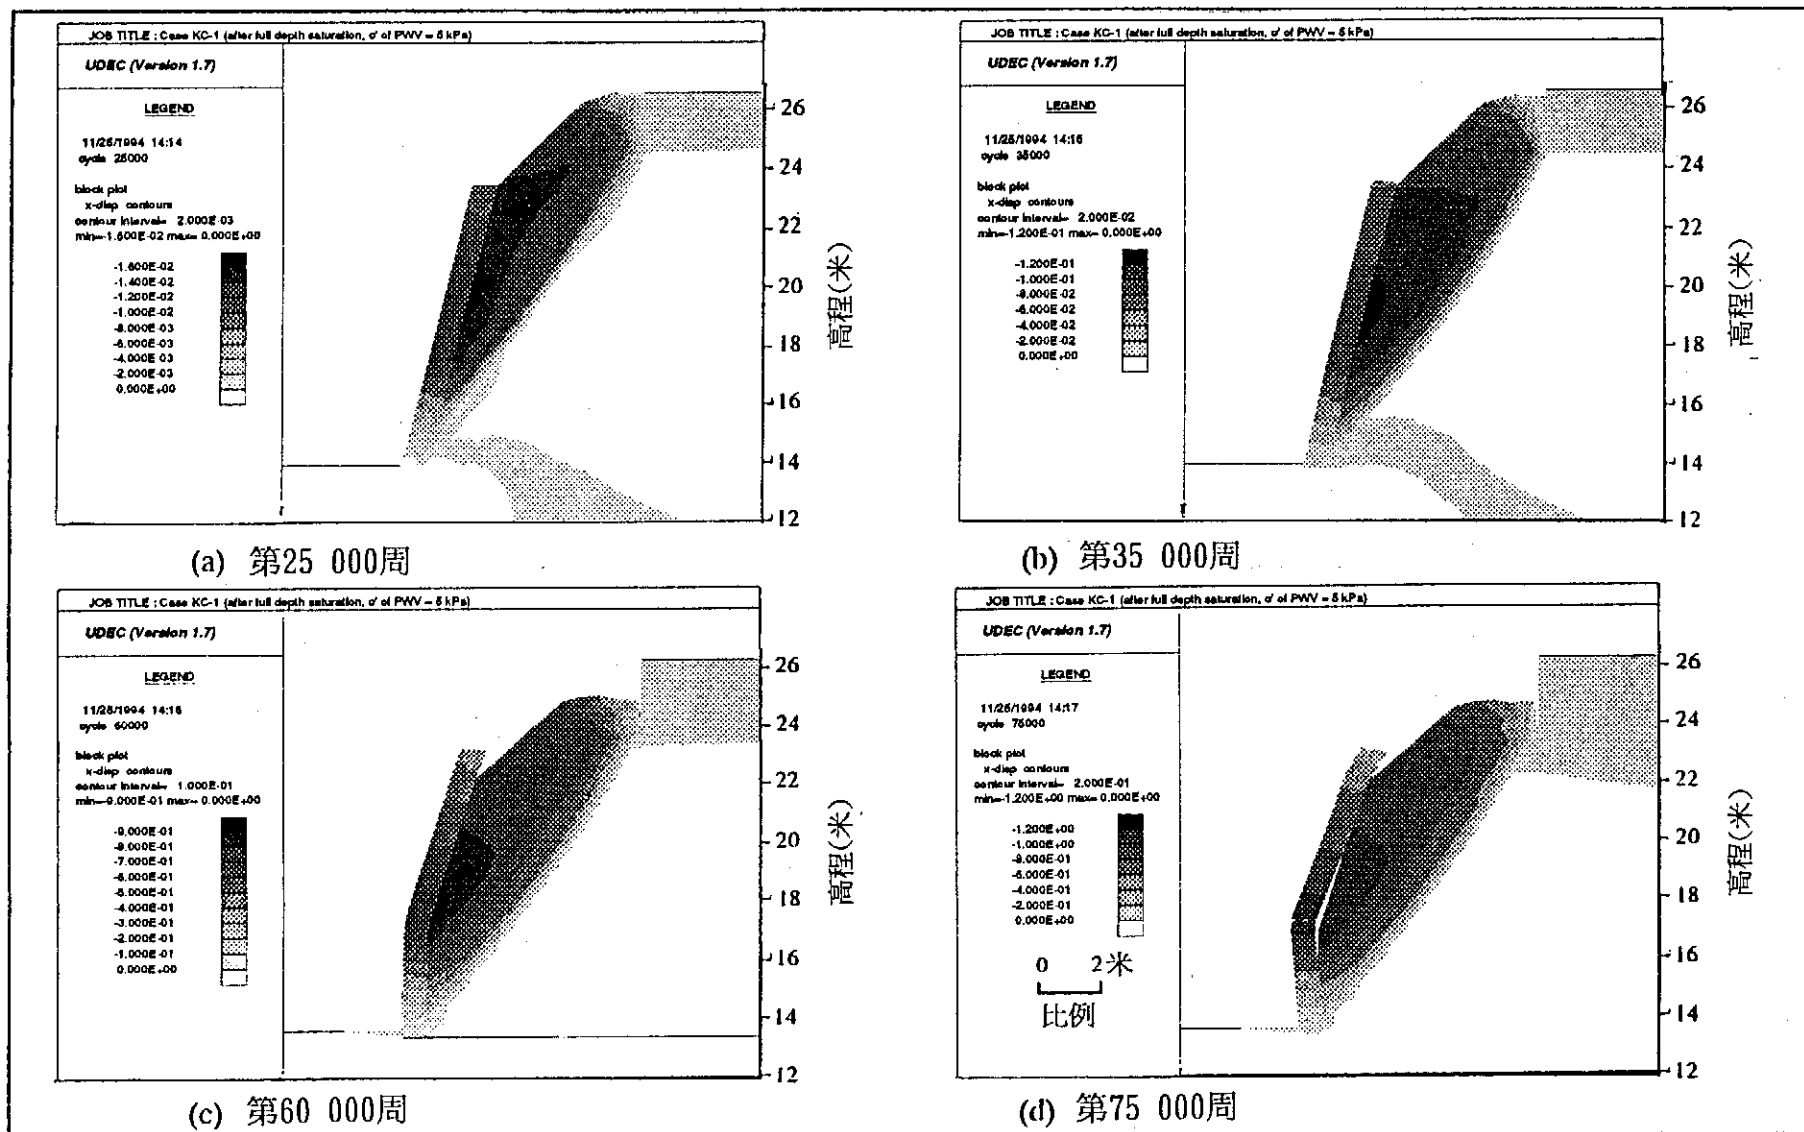 JOB TITLE : Case KC-1 (after full depth saturation, σ' of PWV = 5 kPa)
UDEC (Version 1.7)
LEGEND
11/25/1994 14:14
cycle 25000
block plot
x-disp contours
contour interval= 2.000E-03
min=-1.600E-02 max= 0.000E+00
-1.600E-02
-1.400E-02
-1.200E-02
-1.000E-02
-8.000E-03
-6.000E-03
-4.000E-03
-2.000E-03
0.000E+00
26
24
22
20
18
16
14
12
高程(米)
(a) 第25 000周
JOB TITLE : Case KC-1 (after full depth saturation, σ' of PWV = 5 kPa)
UDEC (Version 1.7)
LEGEND
11/25/1994 14:15
cycle 35000
block plot
x-disp contours
contour interval= 2.000E-02
min=-1.200E-01 max= 0.000E+00
-1.200E-01
-1.000E-01
-8.000E-02
-6.000E-02
-4.000E-02
-2.000E-02
0.000E+00
26
24
22
20
18
16
14
12
高程(米)
(b) 第35 000周
JOB TITLE : Case KC-1 (after full depth saturation, σ' of PWV = 5 kPa)
UDEC (Version 1.7)
LEGEND
11/25/1994 14:16
cycle 60000
block plot
x-disp contours
contour interval= 1.000E-01
min=-9.000E-01 max= 0.000E+00
-9.000E-01
-8.000E-01
-7.000E-01
-6.000E-01
-5.000E-01
-4.000E-01
-3.000E-01
-2.000E-01
-1.000E-01
0.000E+00
26
24
22
20
18
16
14
12
高程(米)
(c) 第60 000周
JOB TITLE : Case KC-1 (after full depth saturation, σ' of PWV = 5 kPa)
UDEC (Version 1.7)
LEGEND
11/25/1994 14:17
cycle 75000
block plot
x-disp contours
contour interval= 2.000E-01
min=-1.200E+00 max= 0.000E+00
-1.200E+00
-1.000E+00
-8.000E-01
-6.000E-01
-4.000E-01
-2.000E-01
0.000E+00
0 2米
比例
26
24
22
20
18
16
14
12
高程(米)
(d) 第75 000周